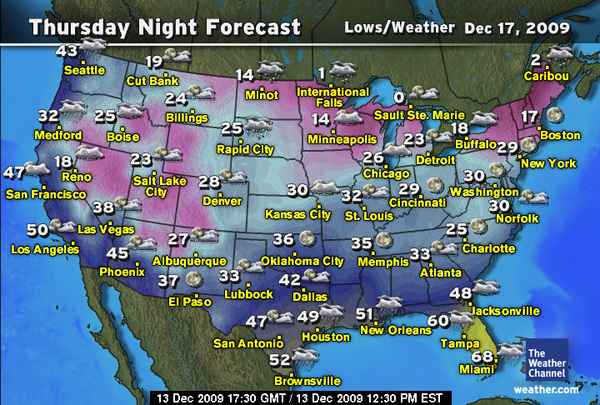 Thursday Night Forecast Lows/Weather Dec 17, 2009
43
Seattle
19
Cut Bank
14
Minot
1
International
Falls
0
Sault Ste. Marie
2
Caribou
32
Medford
25
Boise
24
Billings
25
Rapid City
14
Minneapolis
18
Buffalo
17
Boston
47
San Francisco
18
Reno
23
Salt Lake
City
28
Denver
26
Chicago
23
Detroit
29
New York
30
Kansas City
32
St. Louis
29
Cincinnati
30
Washington
30
Norfolk
50
Los Angeles
38
Las Vegas
45
Phoenix
27
Albuquerque
36
Oklahoma City
35
Memphis
33
Atlanta
25
Charlotte
37
El Paso
33
Lubbock
42
Dallas
48
Jacksonville
47
San Antonio
49
Houston
51
New Orleans
60
Tampa
52
Brownsville
68
Miami
The
Weather
Channel
weather.com
13 Dec 2009 17:30 GMT / 13 Dec 2009 12:30 PM EST